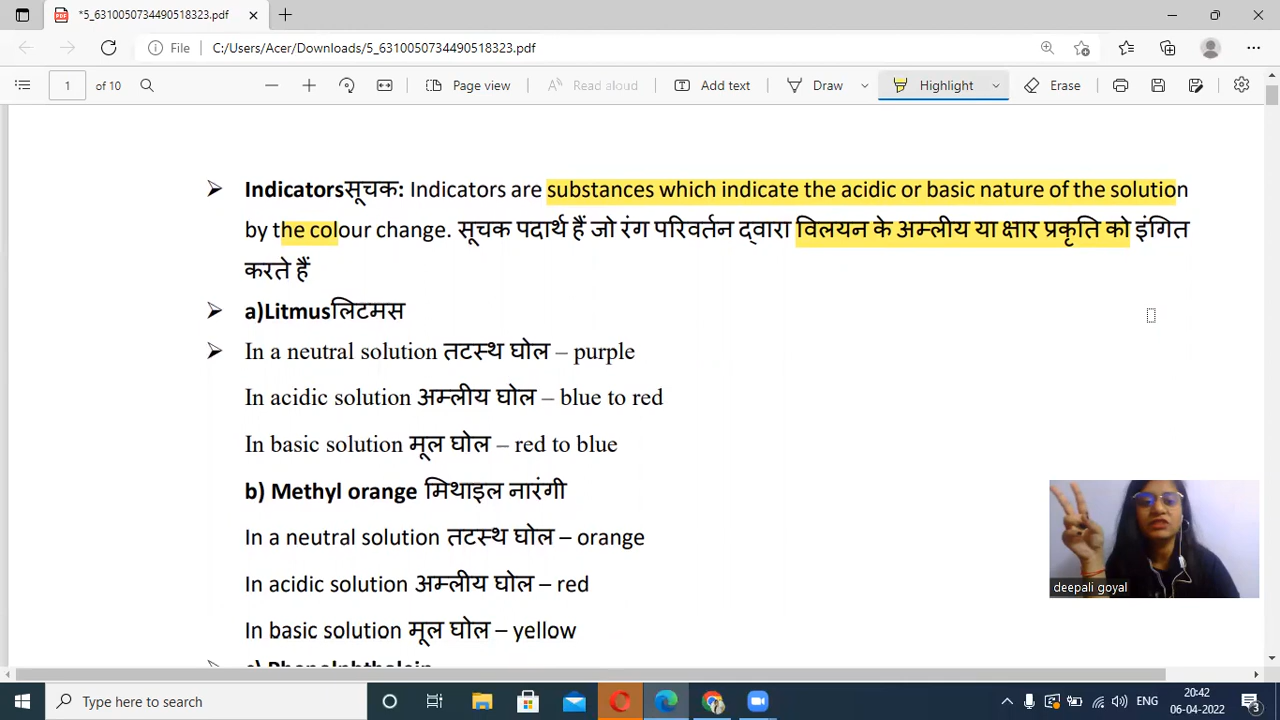 *5_6310050734490518323.pdf
File C:/Users/Acer/Downloads/5_6310050734490518323.pdf
1 of 10 Page view Read aloud Add text Draw Highlight Erase
Indicatorsसूचक: Indicators are substances which indicate the acidic or basic nature of the solution
by the colour change. सूचक पदार्थ हैं जो रंग परिवर्तन द्वारा विलयन के अम्लीय या क्षार प्रकृति को इंगित
करते हैं
a)Litmusलिटमस
In a neutral solution तटस्थ घोल – purple
In acidic solution अम्लीय घोल – blue to red
In basic solution मूल घोल – red to blue
b) Methyl orange मिथाइल नारंगी
In a neutral solution तटस्थ घोल – orange
In acidic solution अम्लीय घोल – red
deepali goyal
In basic solution मूल घोल – yellow
c) Phenolphthalein
Type here to search
ENG
20:42
06-04-2022
3